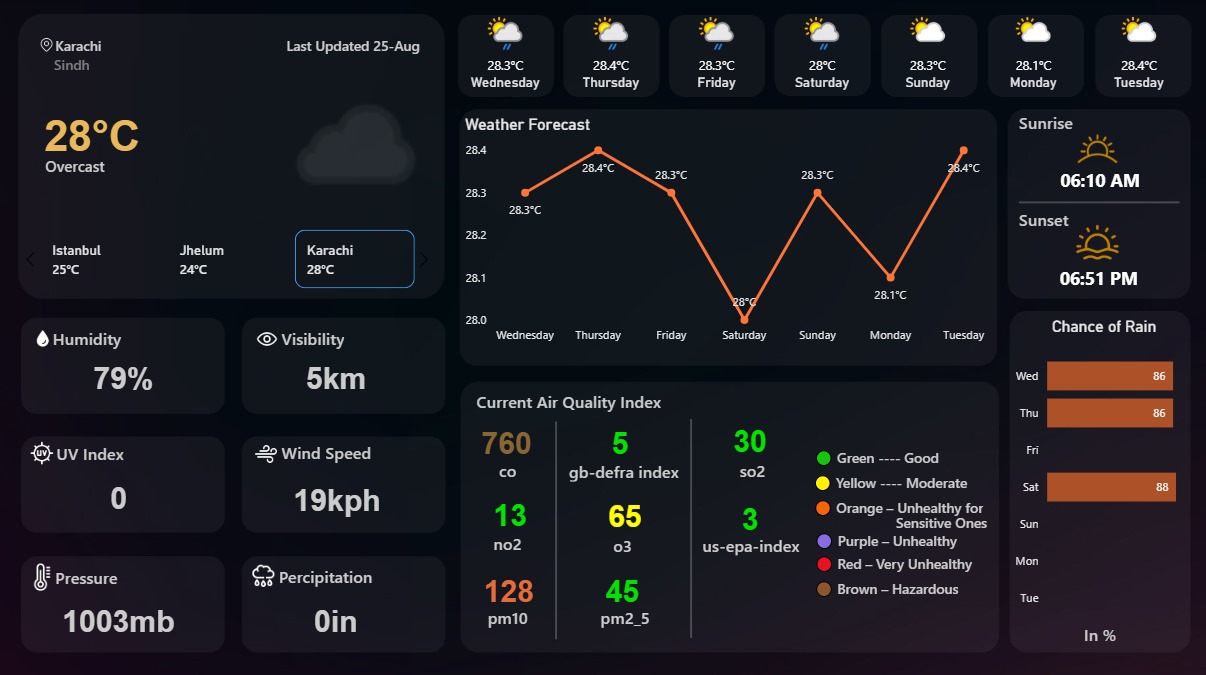 Karachi
Sindh
Last Updated 25-Aug
28°C
Overcast
Istanbul
25°C
Jhelum
24°C
Karachi
28°C
28.3°C
Wednesday
28.4°C
Thursday
28.3°C
Friday
28°C
Saturday
28.3°C
Sunday
28.1°C
Monday
28.4°C
Tuesday
Weather Forecast
28.4
28.3
28.2
28.1
28.0
28.3°C
28.4°C
28.3°C
28°C
28.3°C
28.1°C
28.4°C
Wednesday
Thursday
Friday
Saturday
Sunday
Monday
Tuesday
Sunrise
06:10 AM
Sunset
06:51 PM
Humidity
79%
Visibility
5km
UV
UV Index
0
Wind Speed
19kph
Pressure
1003mb
Percipitation
0in
Current Air Quality Index
760
co
5
gb-defra index
30
so2
13
no2
65
o3
3
us-epa-index
128
pm10
45
pm2_5
Green ---- Good
Yellow ---- Moderate
Orange – Unhealthy for
Sensitive Ones
Purple – Unhealthy
Red – Very Unhealthy
Brown – Hazardous
Chance of Rain
Wed 86
Thu 86
Fri
Sat 88
Sun
Mon
Tue
In %